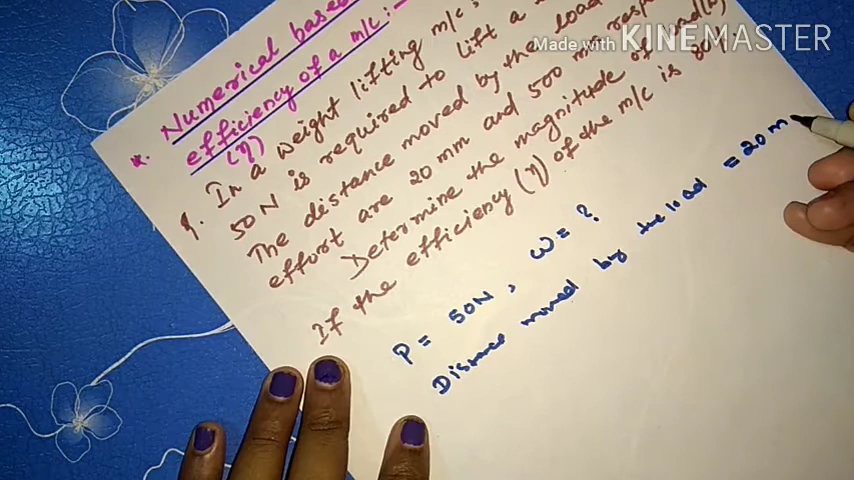 Made with KINEMASTER
*. Numerical based
efficiency of a m/c :-
(η)
Q. In a weight lifting m/c
50 N is required to lift a
The distance moved by the load
effort are 20 mm and 500 mm
Determine the magnitude of load(W)
If the efficiency (η) of the m/c is 80%.
P = 50N, W = ?
Distance moved by the load = 20 m